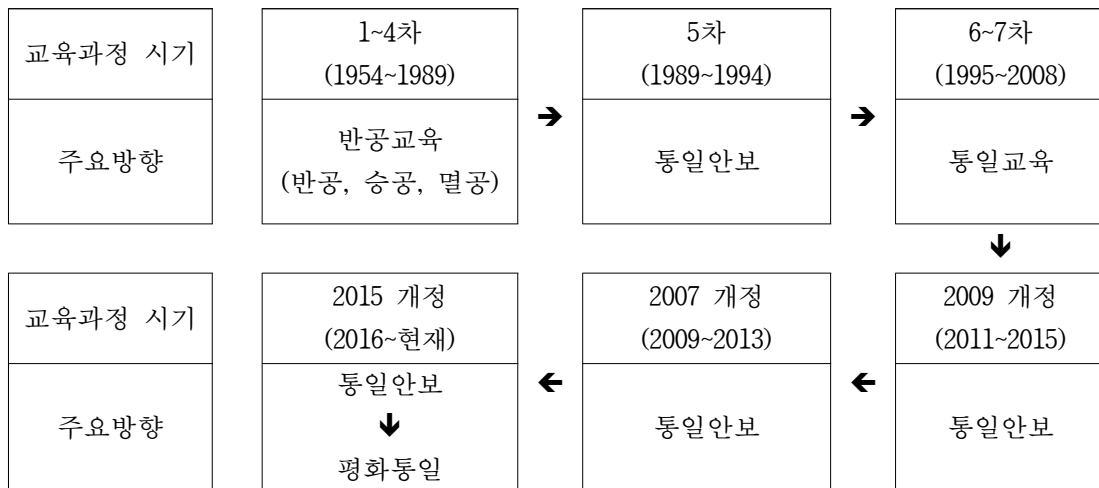 교육과정 시기
1~4차
(1954~1989)
5차
(1989~1994)
6~7차
(1995~2008)
주요방향
반공교육
(반공, 승공, 멸공)
통일안보
통일교육
교육과정 시기
2015 개정
(2016~현재)
2007 개정
(2009~2013)
2009 개정
(2011~2015)
주요방향
통일안보
평화통일
통일안보
통일안보